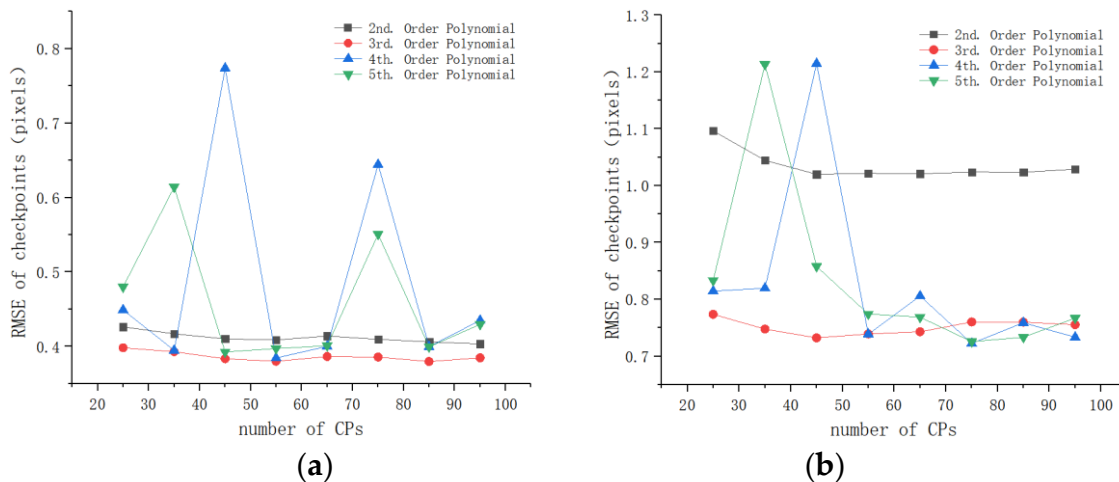 2nd. Order Polynomial
3rd. Order Polynomial
4th. Order Polynomial
5th. Order Polynomial
RMSE of checkpoints (pixels)
0.8
0.7
0.6
0.5
0.4
20 30 40 50 60 70 80 90 100
number of CPs
(a)
2nd. Order Polynomial
3rd. Order Polynomial
4th. Order Polynomial
5th. Order Polynomial
RMSE of checkpoints (pixels)
1.3
1.2
1.1
1.0
0.9
0.8
0.7
20 30 40 50 60 70 80 90 100
number of CPs
(b)